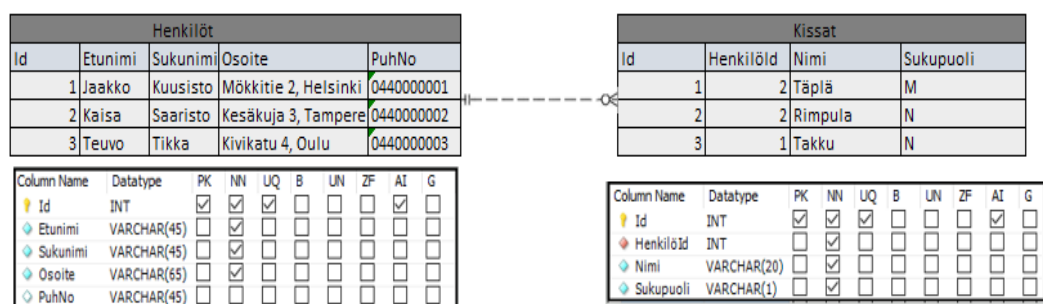 Henkilöt
Id Etunimi Sukunimi Osoite PuhNo
1 Jaakko Kuusisto Mökkitie 2, Helsinki 0440000001
2 Kaisa Saaristo Kesäkuja 3, Tampere 0440000002
3 Teuvo Tikka Kivikatu 4, Oulu 0440000003
Kissat
Id HenkilöId Nimi Sukupuoli
1 2 Täplä M
2 2 Rimpula N
3 1 Takku N
Column Name Datatype PK NN UQ B UN ZF AI G
Id INT
Etunimi VARCHAR(45)
Sukunimi VARCHAR(45)
Osoite VARCHAR(65)
PuhNo VARCHAR(45)
Column Name Datatype PK NN UQ B UN ZF AI G
Id INT
HenkilöId INT
Nimi VARCHAR(20)
Sukupuoli VARCHAR(1)